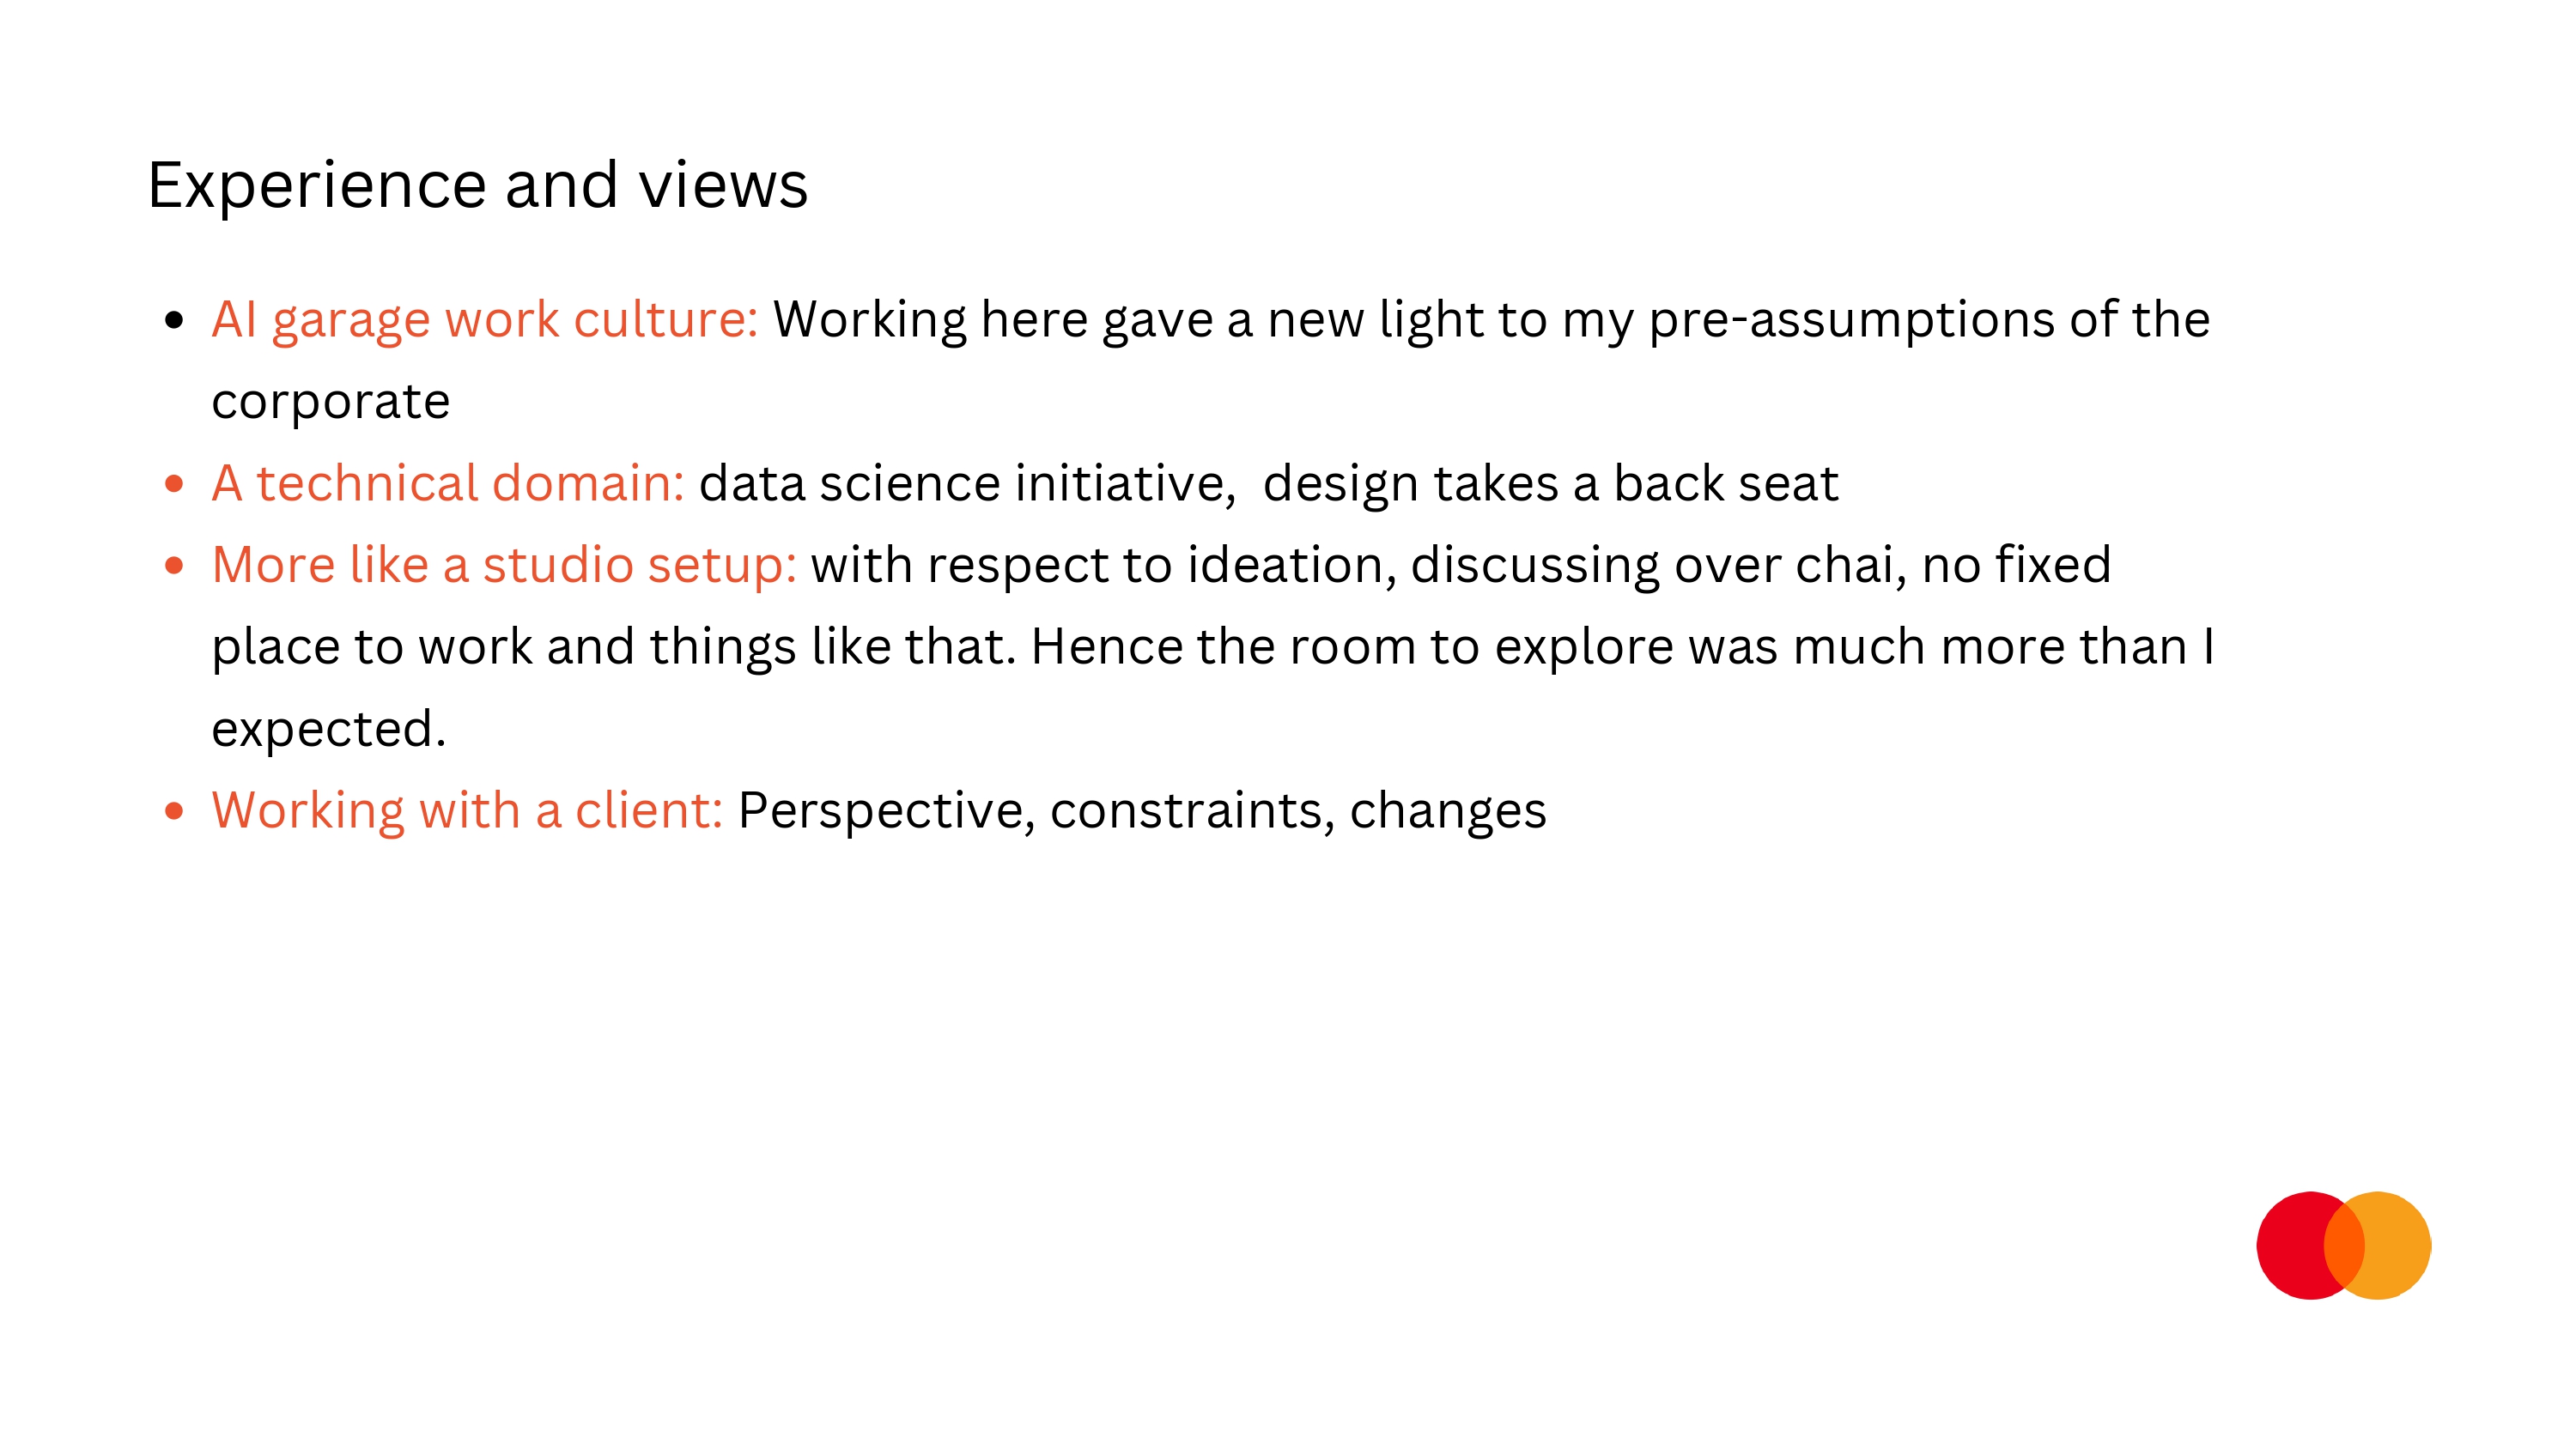 Experience and views
• AI garage work culture: Working here gave a new light to my pre-assumptions of the
corporate
• A technical domain: data science initiative,  design takes a back seat
• More like a studio setup: with respect to ideation, discussing over chai, no fixed
place to work and things like that. Hence the room to explore was much more than I
expected.
• Working with a client: Perspective, constraints, changes